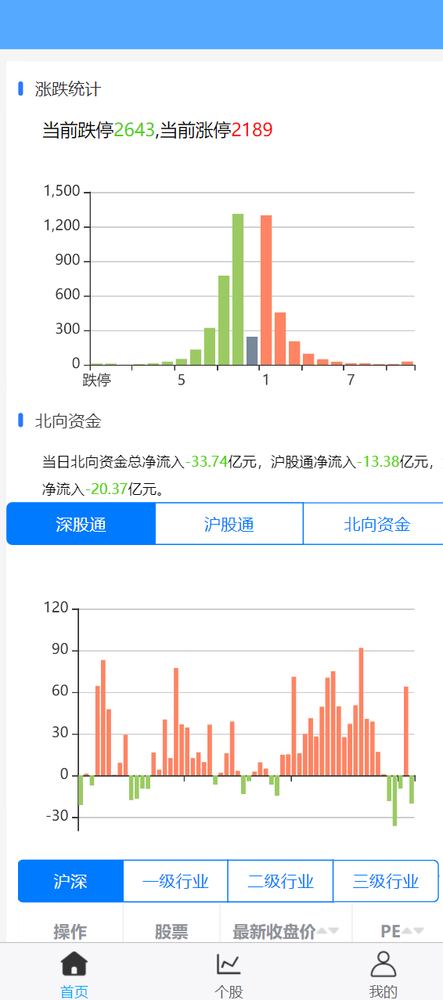 涨跌统计
当前跌停2643,当前涨停2189
1,500
1,200
900
600
300
0
跌停 5 1 7
北向资金
当日北向资金总净流入-33.74亿元，沪股通净流入-13.38亿元，
净流入-20.37亿元。
深股通 沪股通 北向资金
120
90
60
30
0
-30
沪深 一级行业 二级行业 三级行业
操作 股票 最新收盘价 PE
首页 个股 我的